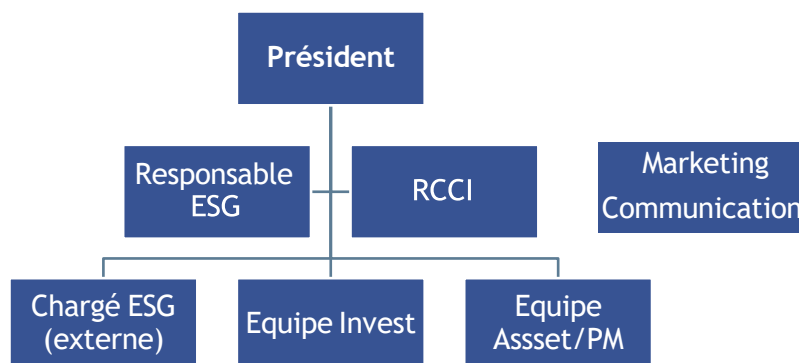 Président
Responsable
ESG
RCCI
Marketing
Communication
Chargé ESG
(externe)
Equipe Invest
Equipe
Assset/PM